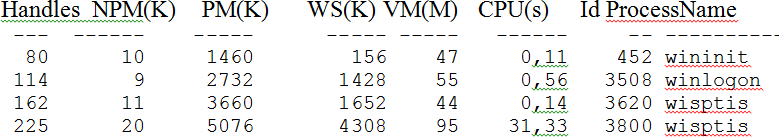 Handles NPM(K) PM(K) WS(K) VM(M) CPU(s) Id ProcessName
--- ------ ----- ----- ----- ------ -- ----------
80 10 1460 156 47 0,11 452 wininit
114 9 2732 1428 55 0,56 3508 winlogon
162 11 3660 1652 44 0,14 3620 wisptis
225 20 5076 4308 95 31,33 3800 wisptis